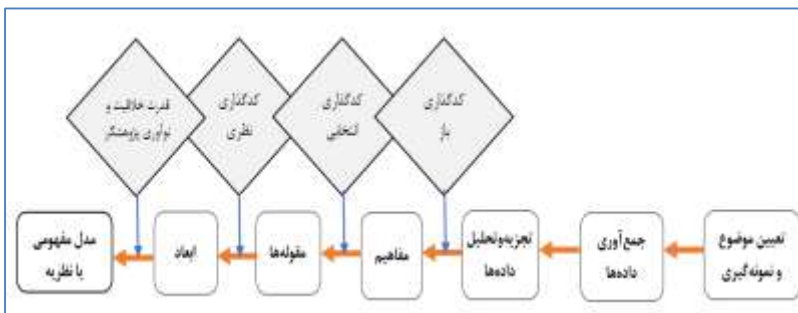 کدگذاری
باز
کدگذاری
انتخابی
کدگذاری
نظری
قدرت خلاقیت و
نوآوری پژوهشگر
تعیین موضوع
و نمونه‌گیری
جمع‌آوری
داده‌ها
تجزیه‌وتحلیل
داده‌ها
مفاهیم
مقوله‌ها
ابعاد
مدل مفهومی
یا نظریه